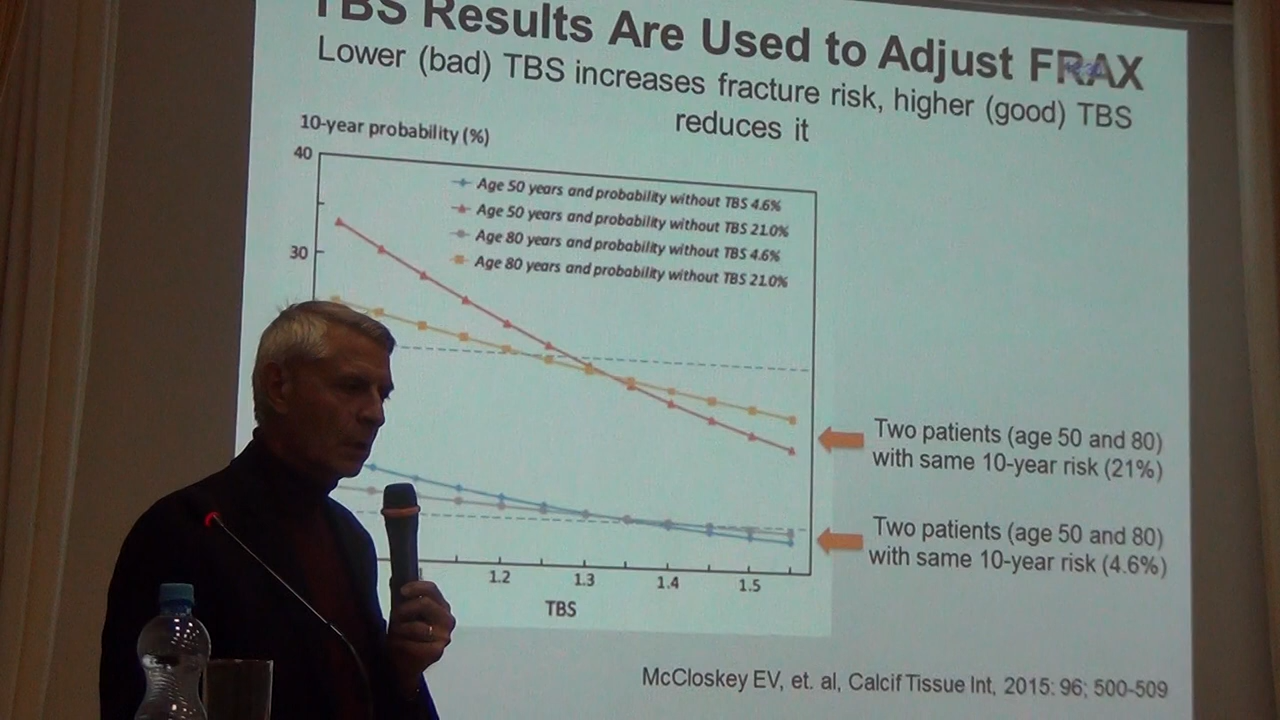 TBS Results Are Used to Adjust FRAX
Lower (bad) TBS increases fracture risk, higher (good) TBS
reduces it
10-year probability (%)
40
Age 50 years and probability without TBS 4.6%
Age 50 years and probability without TBS 21.0%
Age 80 years and probability without TBS 4.6%
Age 80 years and probability without TBS 21.0%
30
Two patients (age 50 and 80)
with same 10-year risk (21%)
Two patients (age 50 and 80)
with same 10-year risk (4.6%)
1.2 1.3 1.4 1.5
TBS
McCloskey EV, et. al, Calcif Tissue Int, 2015: 96; 500-509